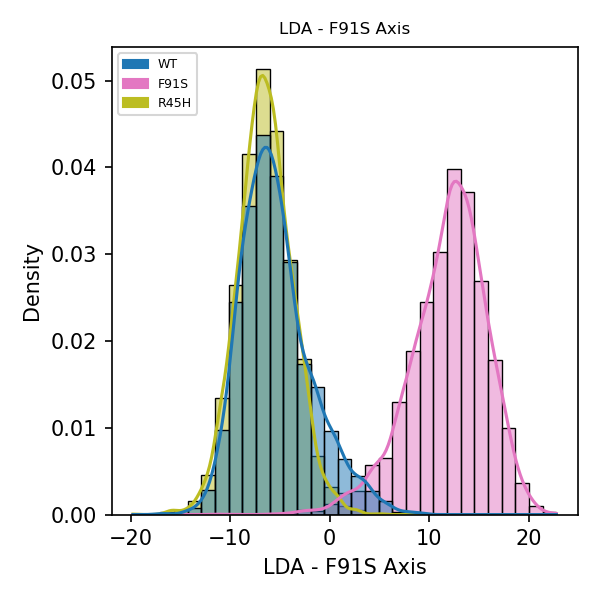 LDA - F91S Axis
WT
F91S
R45H
Density
0.05
0.04
0.03
0.02
0.01
0.00
−20 −10 0 10 20
LDA - F91S Axis